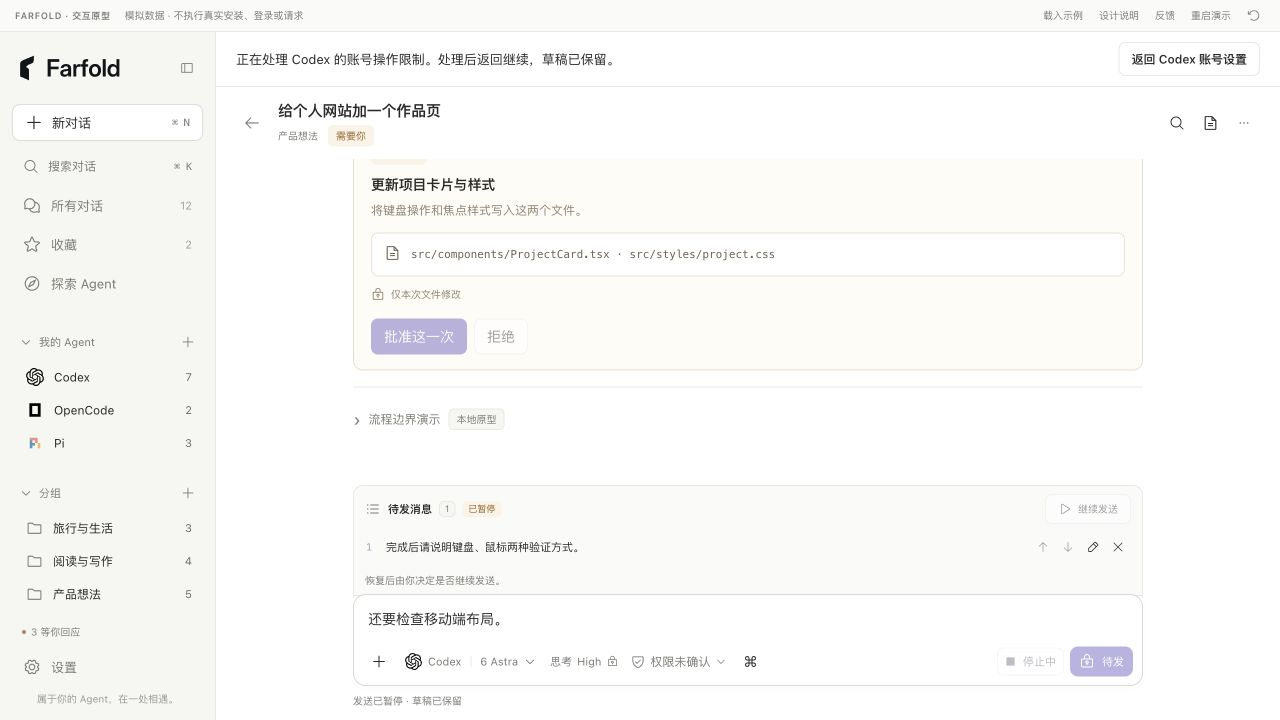 FARFOLD · 交互原型 模拟数据 · 不执行真实安装、登录或请求 载入示例 设计说明 反馈 重启演示
Farfold
新对话 ⌘ N
搜索对话 ⌘ K
所有对话 12
收藏 2
探索 Agent
我的 Agent
Codex 7
OpenCode 2
Pi 3
分组
旅行与生活 3
阅读与写作 4
产品想法 5
3 等你回应
设置
属于你的 Agent，在一处相遇。
正在处理 Codex 的账号操作限制。处理后返回继续，草稿已保留。 返回 Codex 账号设置
给个人网站加一个作品页
产品想法 需要你
更新项目卡片与样式
将键盘操作和焦点样式写入这两个文件。
src/components/ProjectCard.tsx · src/styles/project.css
仅本次文件修改
批准这一次 拒绝
流程边界演示 本地原型
待发消息 1 已暂停 继续发送
1 完成后请说明键盘、鼠标两种验证方式。
恢复后由你决定是否继续发送。
还要检查移动端布局。
Codex 6 Astra 思考 High 权限未确认 ⌘ 停止中 待发
发送已暂停 · 草稿已保留